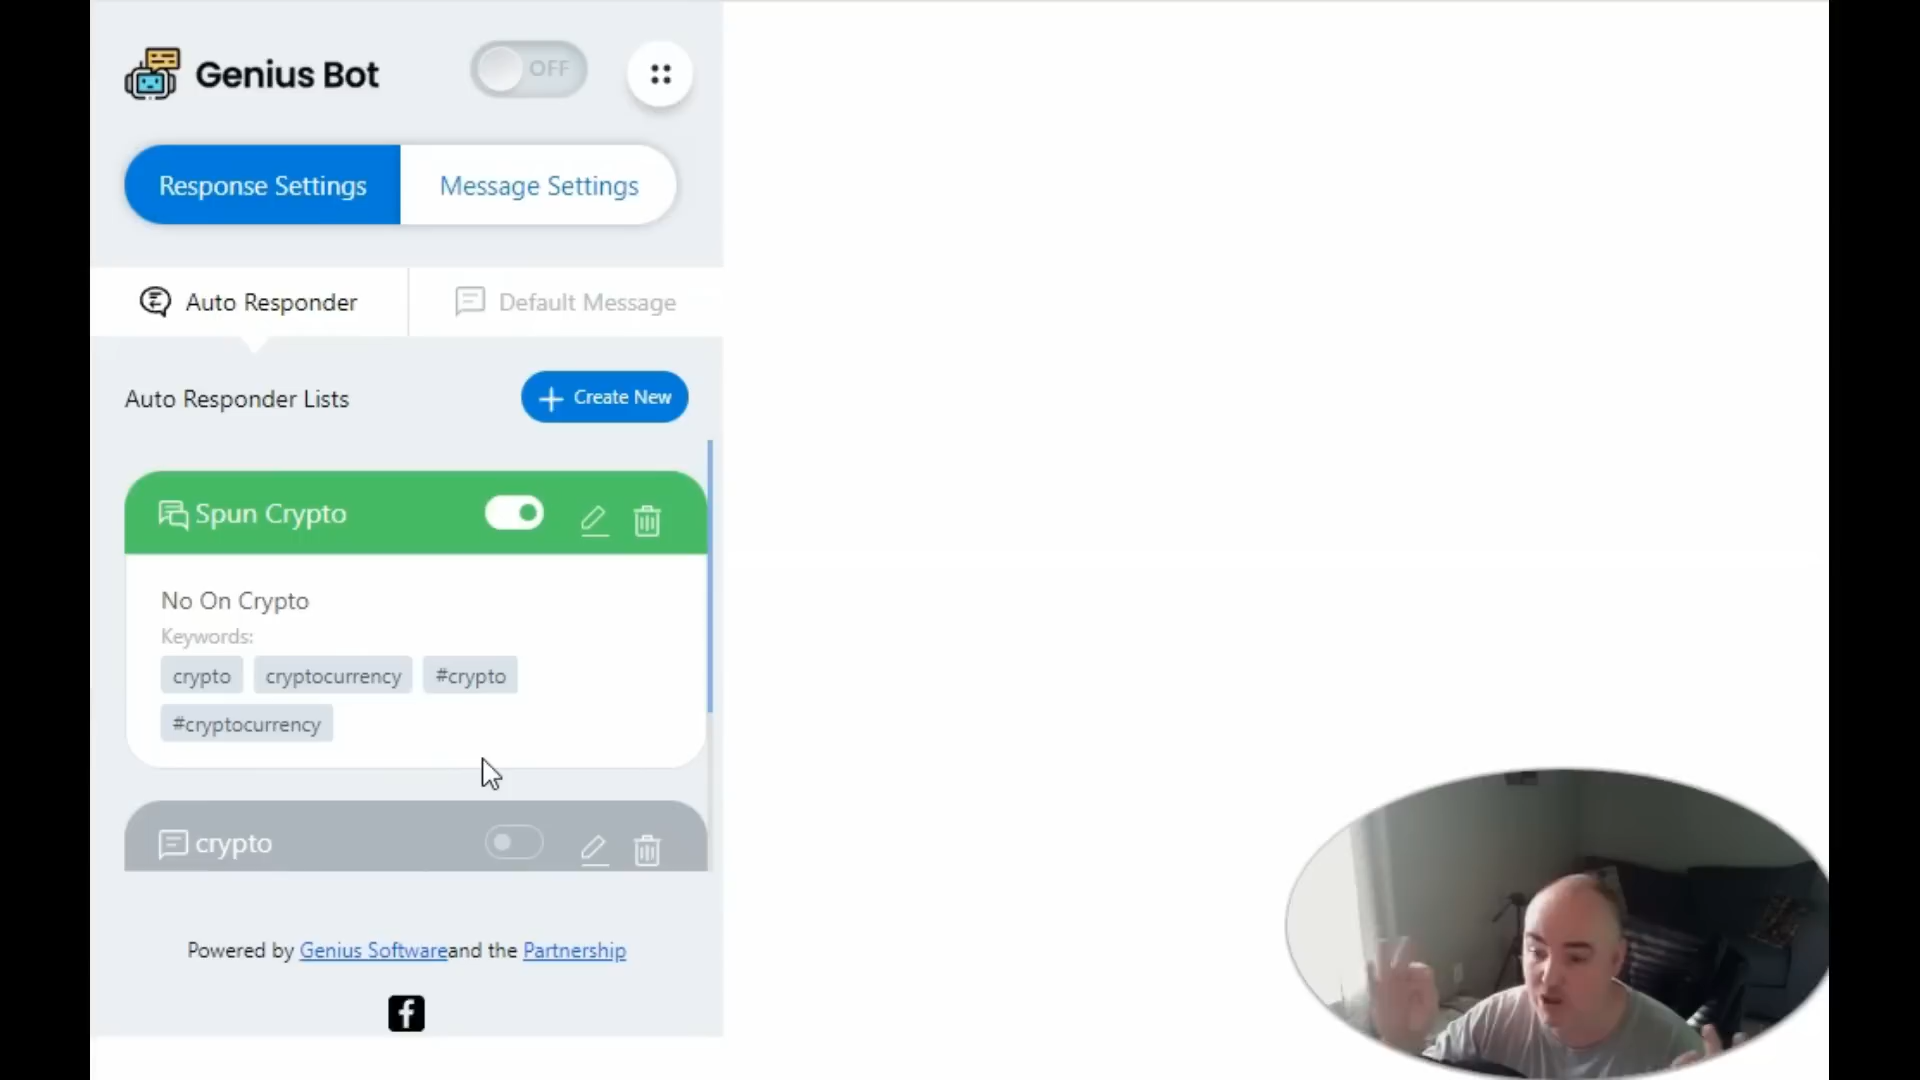 Genius Bot
OFF
Response Settings
Message Settings
Auto Responder
Default Message
Auto Responder Lists
Create New
Spun Crypto
No On Crypto
Keywords:
crypto cryptocurrency #crypto
#cryptocurrency
crypto
Powered by Genius Softwareand the Partnership